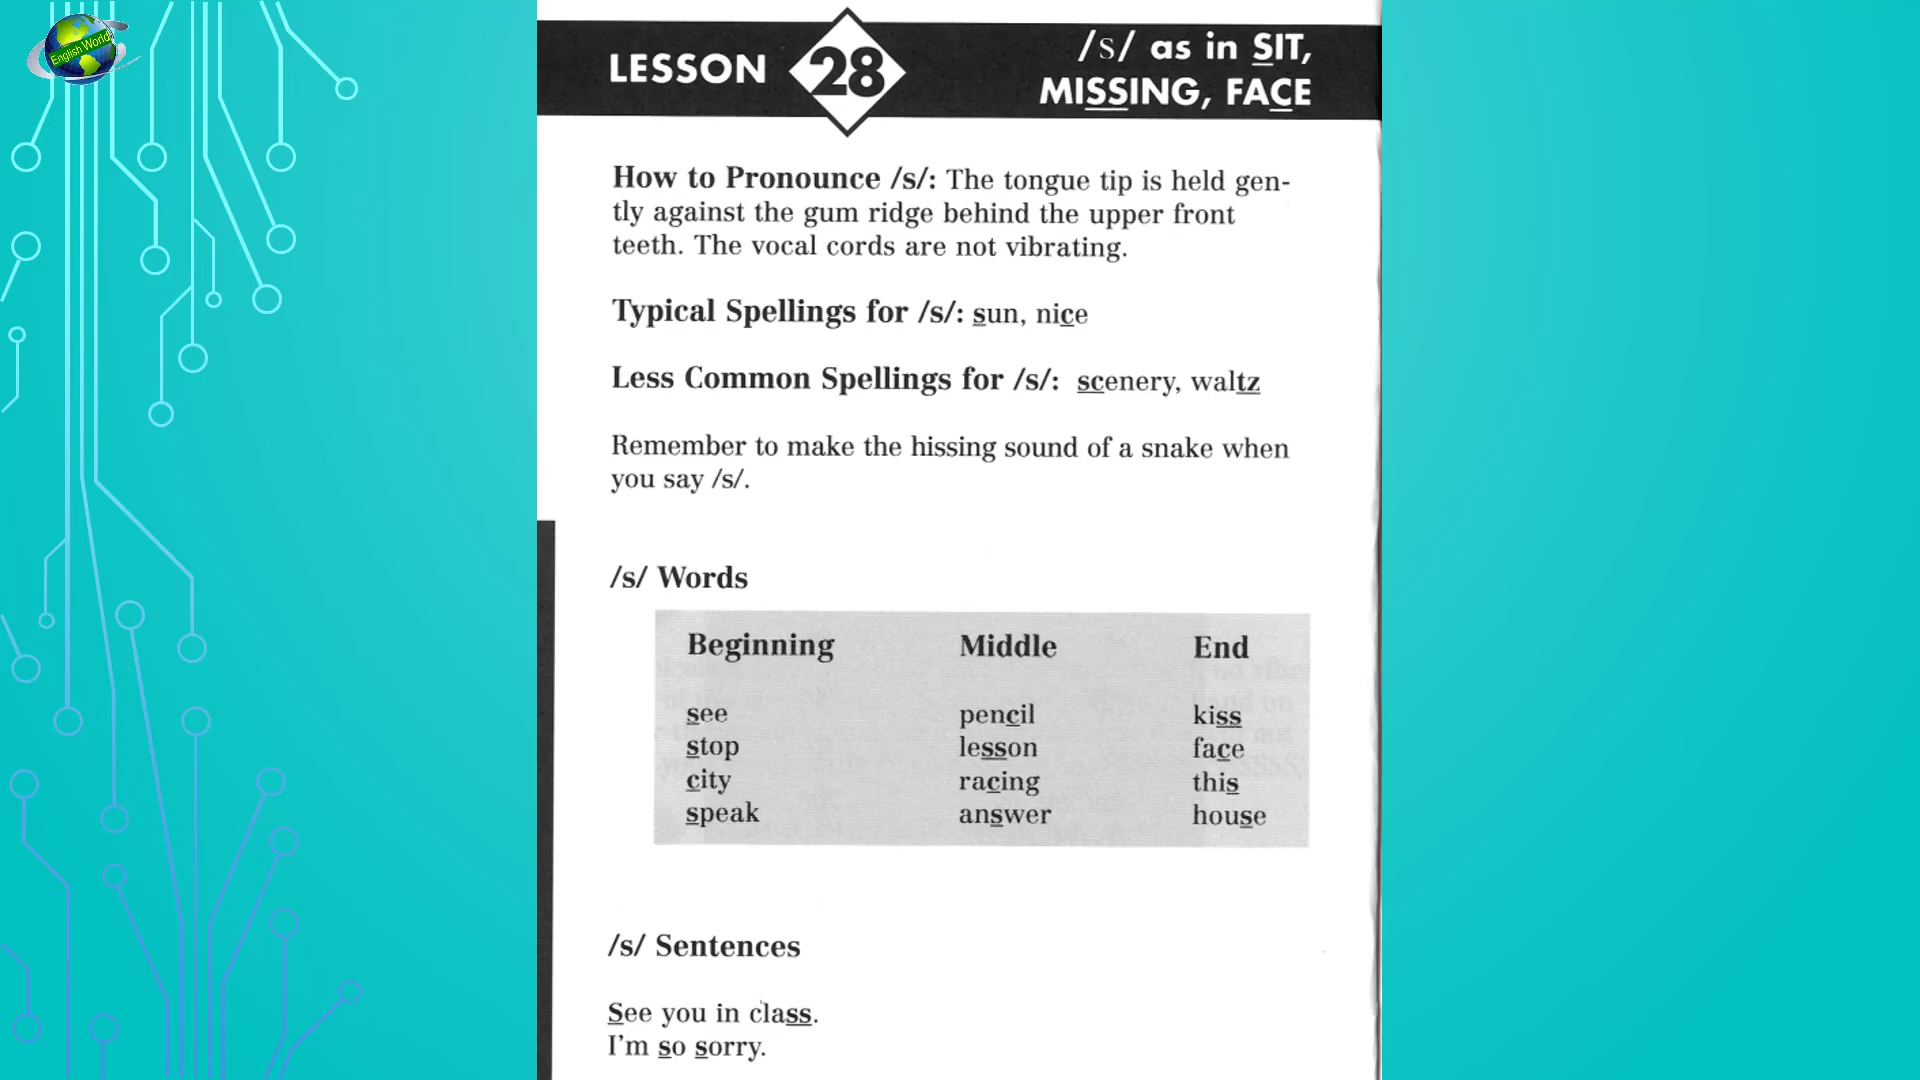 English World
LESSON 28
/s/ as in SIT,
MISSING, FACE
How to Pronounce /s/: The tongue tip is held gen-
tly against the gum ridge behind the upper front
teeth. The vocal cords are not vibrating.
Typical Spellings for /s/: sun, nice
Less Common Spellings for /s/: scenery, waltz
Remember to make the hissing sound of a snake when
you say /s/.
/s/ Words
Beginning Middle End
see pencil kiss
stop lesson face
city racing this
speak answer house
/s/ Sentences
See you in class.
I'm so sorry.